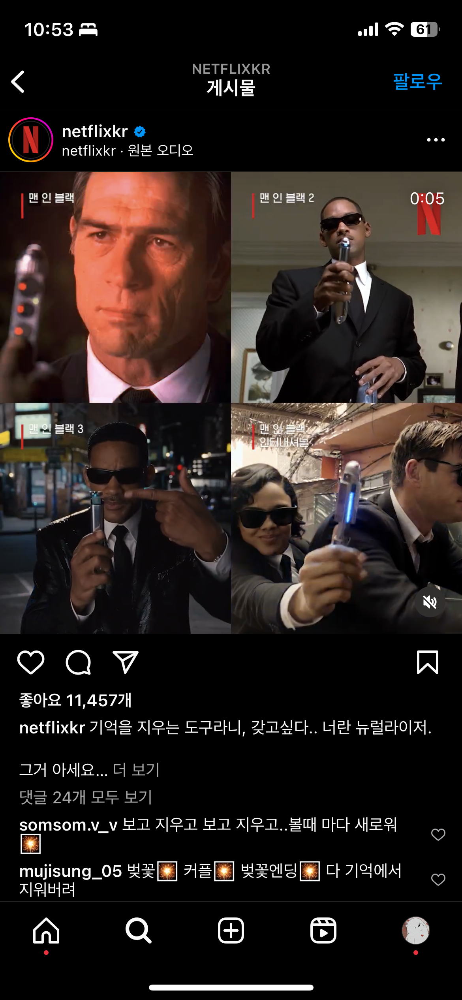 10:53
61
NETFLIXKR
게시물
팔로우
netflixkr
netflixkr · 원본 오디오
맨 인 블랙
맨 인 블랙 2
0:05
맨 인 블랙 3
맨 인 블랙:
인터내셔널
좋아요 11,457개
netflixkr 기억을 지우는 도구라니, 갖고싶다.. 너란 뉴럴라이저.
그거 아세요... 더 보기
댓글 24개 모두 보기
somsom.v_v 보고 지우고 보고 지우고..볼때 마다 새로워
🎇
mujisung_05 벚꽃🎇 커플🎇 벚꽃엔딩🎇 다 기억에서
지워버려